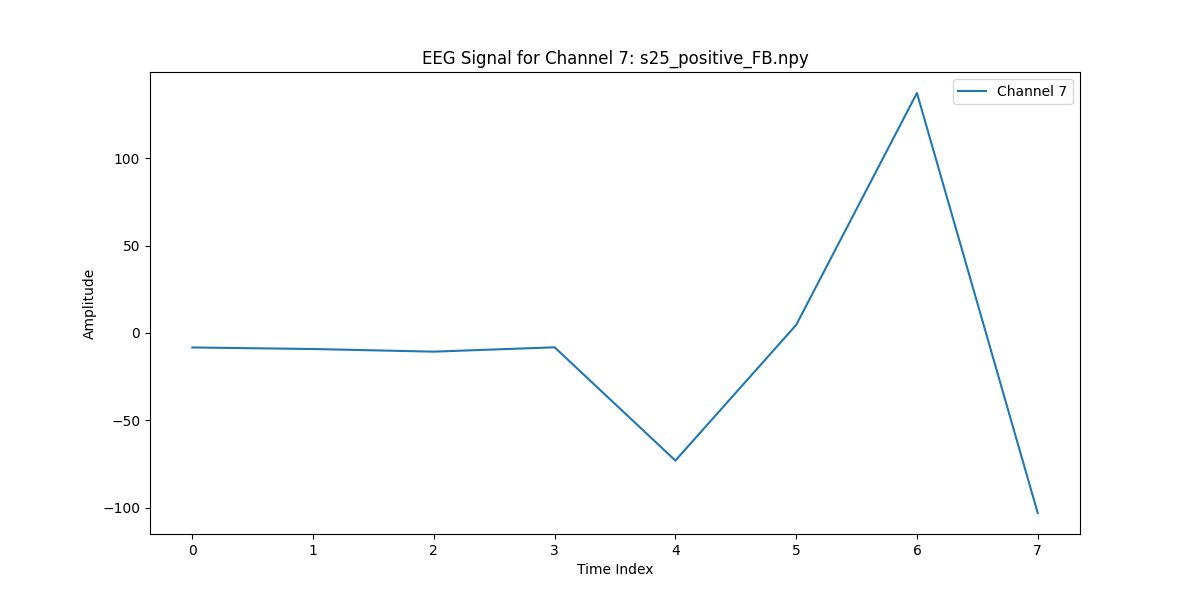 EEG Signal for Channel 7: s25_positive_FB.npy
Channel 7
100
50
0
−50
−100
Amplitude
0 1 2 3 4 5 6 7
Time Index